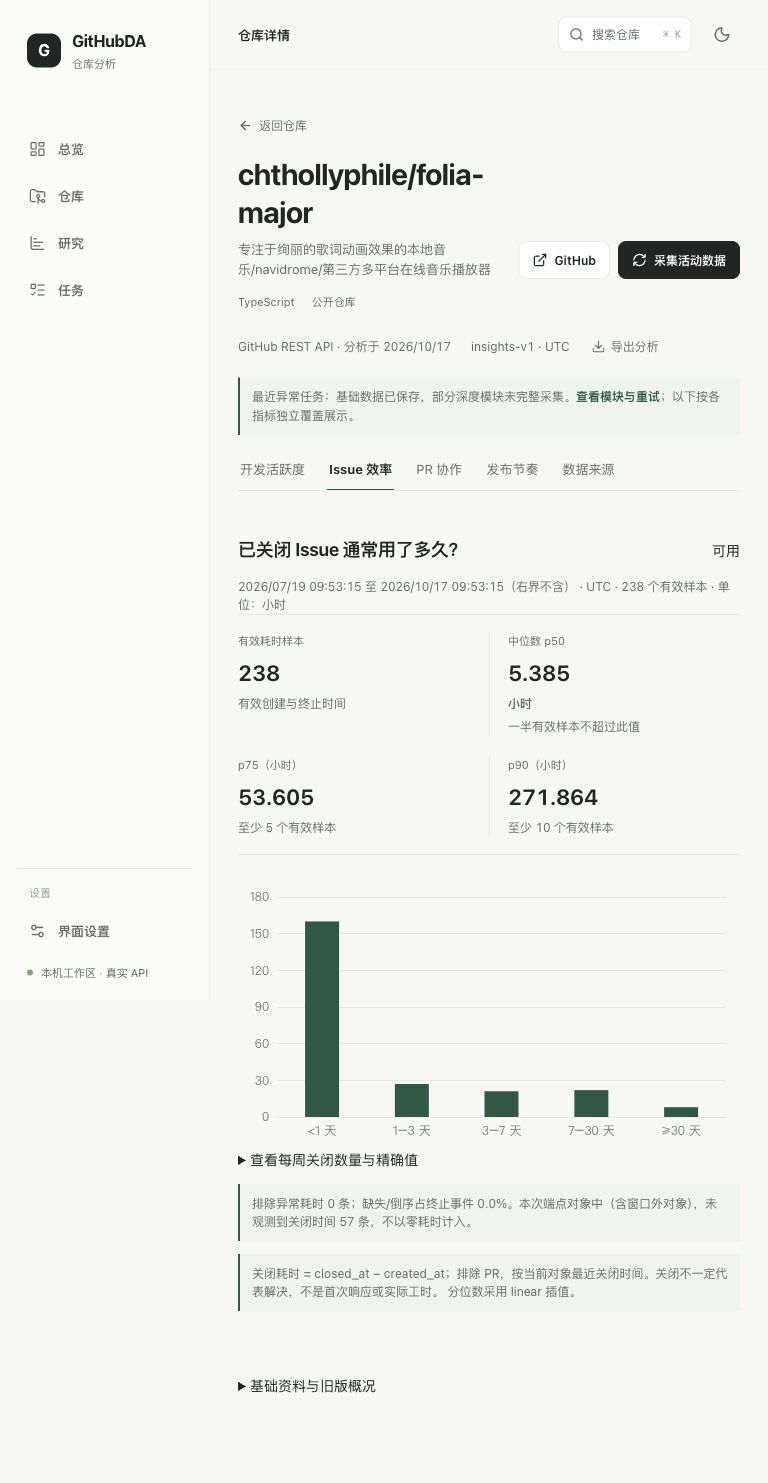 G
GitHubDA
仓库分析
总览
仓库
研究
任务
设置
界面设置
本机工作区 · 真实 API
仓库详情
搜索仓库
⌘ K
返回仓库
chthollyphile/folia-
major
专注于绚丽的歌词动画效果的本地音
乐/navidrome/第三方多平台在线音乐播放器
GitHub
采集活动数据
TypeScript 公开仓库
GitHub REST API · 分析于 2026/10/17 insights-v1 · UTC 导出分析
最近异常任务：基础数据已保存，部分深度模块未完整采集。查看模块与重试；以下按各
指标独立覆盖展示。
开发活跃度 Issue 效率 PR 协作 发布节奏 数据来源
已关闭 Issue 通常用了多久？
可用
2026/07/19 09:53:15 至 2026/10/17 09:53:15（右界不含） · UTC · 238 个有效样本 · 单
位：小时
有效耗时样本
238
有效创建与终止时间
中位数 p50
5.385
小时
一半有效样本不超过此值
p75（小时）
53.605
至少 5 个有效样本
p90（小时）
271.864
至少 10 个有效样本
180
150
120
90
60
30
0
<1 天 1—3 天 3—7 天 7—30 天 ≥30 天
▶ 查看每周关闭数量与精确值
排除异常耗时 0 条；缺失/倒序占终止事件 0.0%。本次端点对象中（含窗口外对象），未
观测到关闭时间 57 条，不以零耗时计入。
关闭耗时 = closed_at − created_at；排除 PR，按当前对象最近关闭时间。关闭不一定代
表解决，不是首次响应或实际工时。 分位数采用 linear 插值。
▶ 基础资料与旧版概况